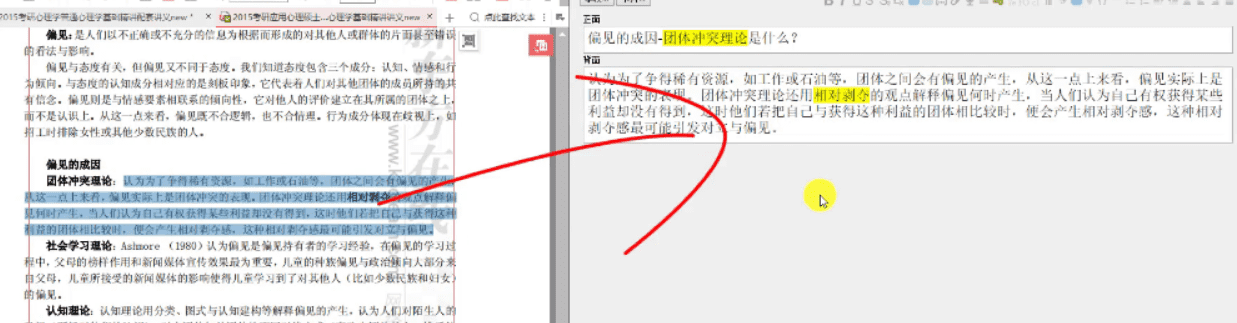 2015考研心理学普通心理学基础精讲配套讲义new
2015考研应用心理硕士...心理学基础精讲讲义new
点此查找文本
偏见:是人们以不正确或不充分的信息为根据而形成的对其他人或群体的片面甚至错误
的看法与影响。
偏见与态度有关,但偏见又不同于态度。我们知道态度包含三个成分:认知、情感和行
为倾向。与态度的认知成分相对应的是刻板印象,它代表着人们对其他团体的成员所持的共
有信念。偏见则是与情感要素相联系的倾向性,它对他人的评价建立在其所属的团体之上,
而不是认识上。从这一点来看,偏见既不合逻辑,也不合情理。行为成分体现在歧视上,如
招工时排除女性或其他少数民族的人。
偏见的成因
团体冲突理论:认为为了争得稀有资源,如工作或石油等,团体之间会有偏见的产生,
从这一点上来看,偏见实际上是团体冲突的表现。团体冲突理论还用相对剥夺的观点解释偏
见何时产生,当人们认为自己有权获得某些利益却没有得到,这时他们若把自己与获得这种
利益的团体相比较时,便会产生相对剥夺感,这种相对剥夺感最可能引发对立与偏见。
社会学习理论:Ashmore (1980)认为偏见是偏见持有者的学习经验,在偏见的学习过
程中,父母的榜样作用和新闻媒体宣传效果最为重要,儿童的种族偏见与政治倾向大部分来
自父母,儿童所接受的新闻媒体的影响使得儿童学习到了对其他人(比如少数民族和妇女)
的偏见。
认知理论:认知理论用分类、图式与认知建构等解释偏见的产生,认为人们对陌生人的
正面
偏见的成因-团体冲突理论是什么?
背面
认为为了争得稀有资源,如工作或石油等,团体之间会有偏见的产生,从这一点上来看,偏见实际上是
团体冲突的表现。团体冲突理论还用相对剥夺的观点解释偏见何时产生,当人们认为自己有权获得某些
利益却没有得到,这时他们若把自己与获得这种利益的团体相比较时,便会产生相对剥夺感,这种相对
剥夺感最可能引发对立与偏见。